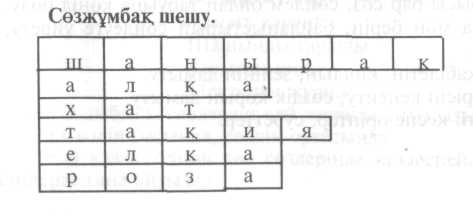 Сөзжұмбақ шешу.
ш а ң ы р а қ
а л қ а
х а т
т а қ и я
е л к а
р о з а